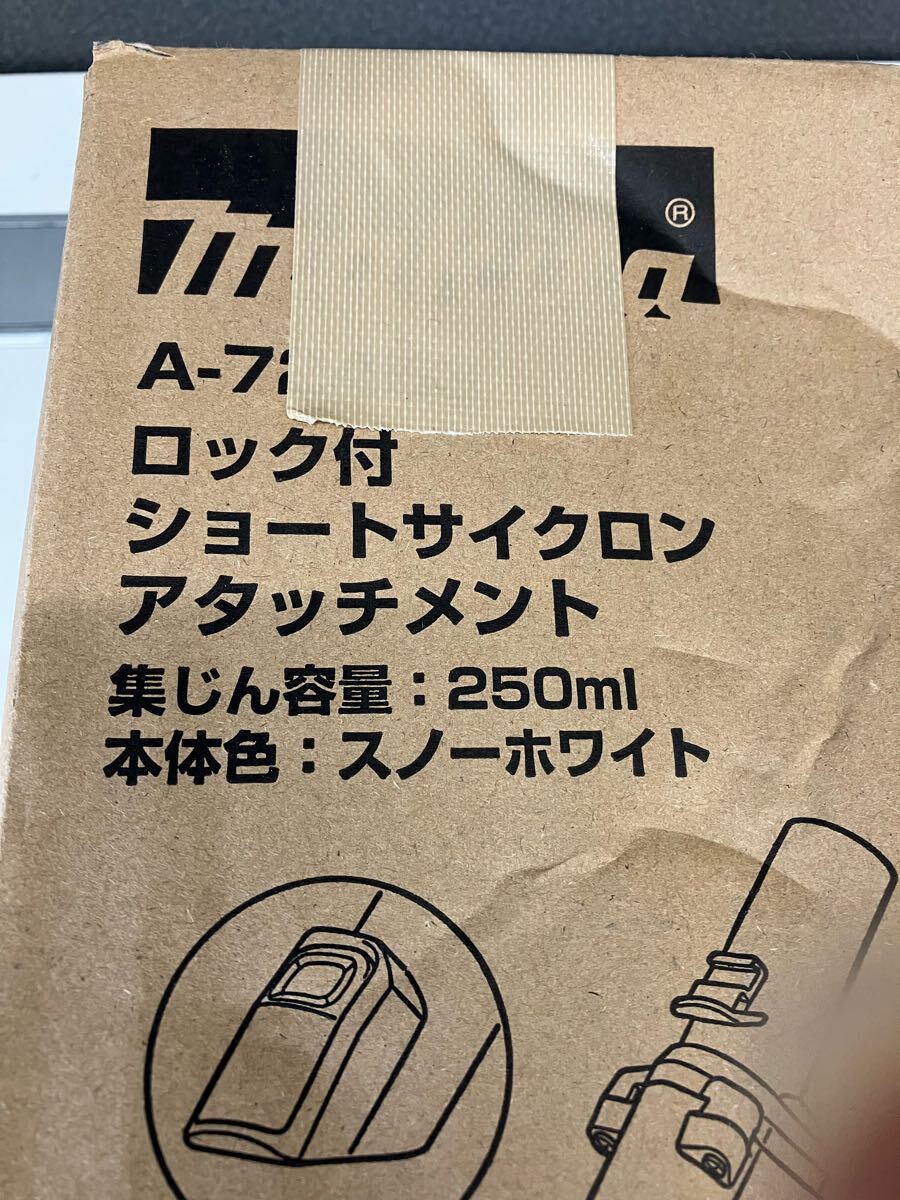 ®
ロック付
ショートサイクロン
アタッチメント
集じん容量：250ml
本体色：スノーホワイト